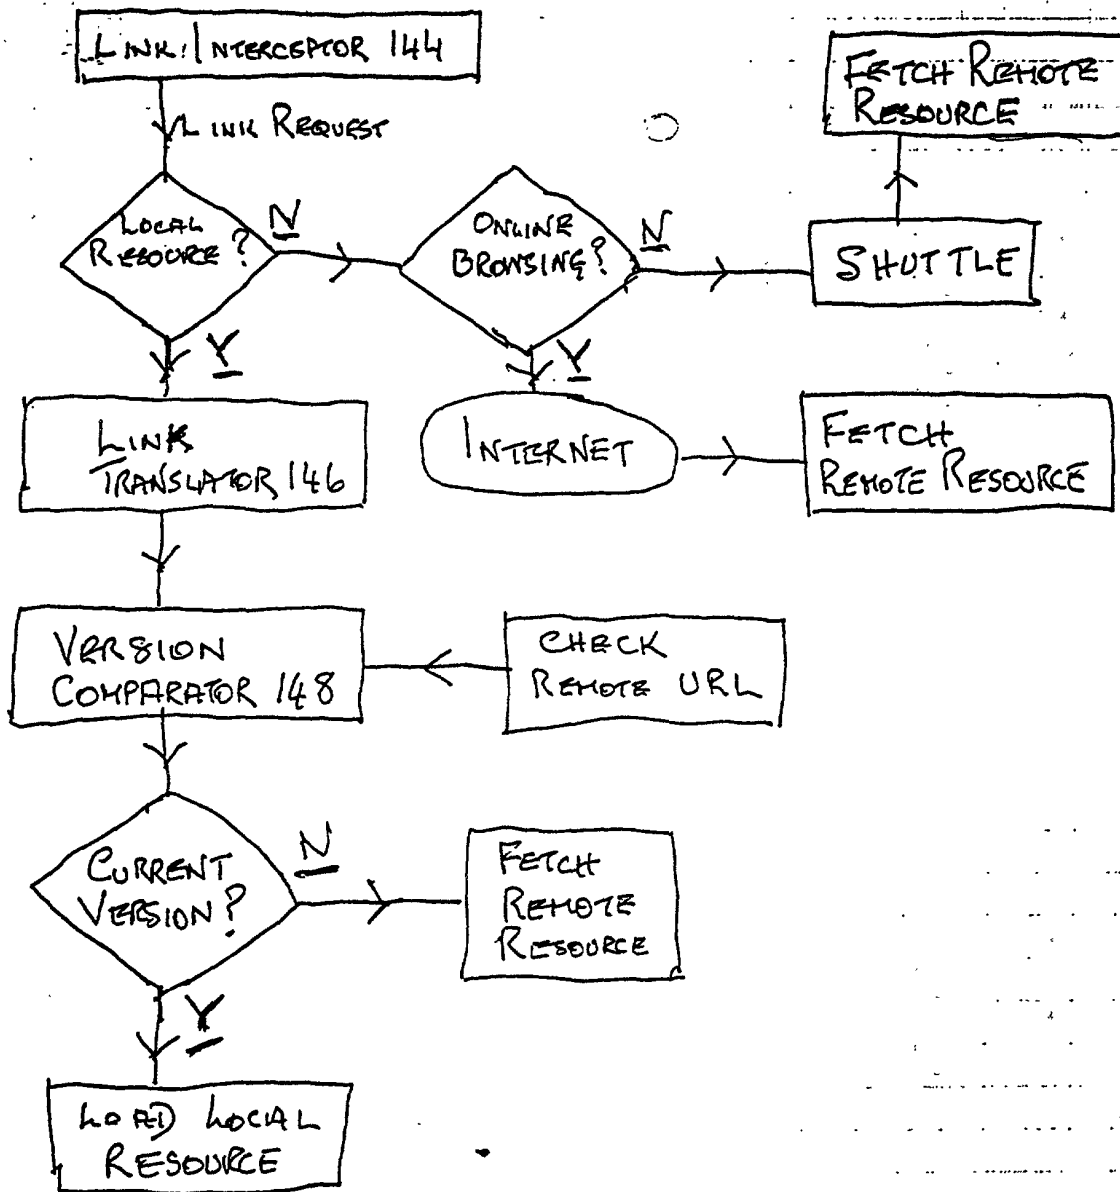 LINK INTERCEPTOR 144
LINK REQUEST
LOCAL
RESOURCE?
N
Y
ONLINE
BROWSING?
N
Y
SHUTTLE
FETCH REMOTE
RESOURCE
INTERNET
FETCH
REMOTE RESOURCE
LINK
TRANSLATOR 146
VERSION
COMPARATOR 148
CHECK
REMOTE URL
CURRENT
VERSION?
N
Y
FETCH
REMOTE
RESOURCE
LOAD LOCAL
RESOURCE